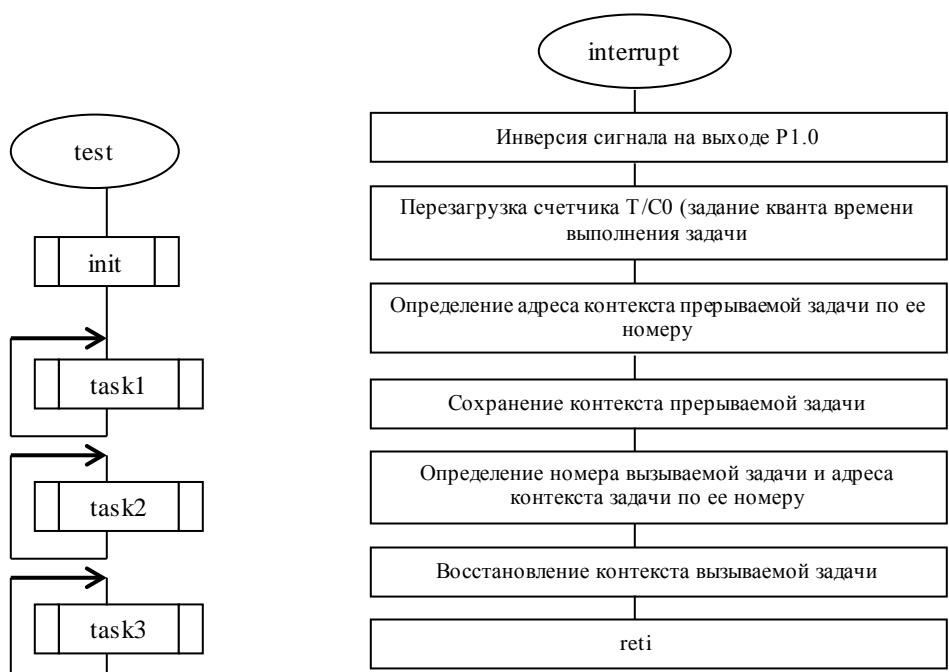 test
init
task1
task2
task3
interrupt
Инверсия сигнала на выходе P1.0
Перезагрузка счетчика T/C0 (задание кванта времени
выполнения задачи
Определение адреса контекста прерываемой задачи по ее
номеру
Сохранение контекста прерываемой задачи
Определение номера вызываемой задачи и адреса
контекста задачи по ее номеру
Восстановление контекста вызываемой задачи
reti